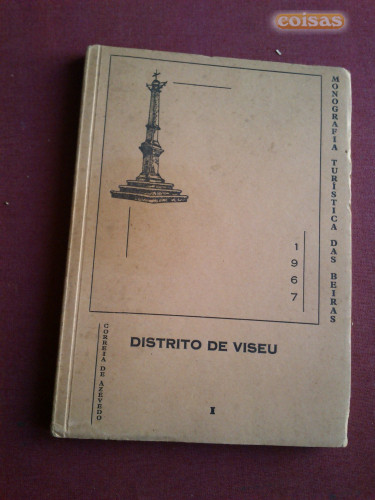 coisas
MONOGRAFIA TURÍSTICA DAS BEIRAS
1967
CORREIA DE AZEVEDO
DISTRITO DE VISEU
I